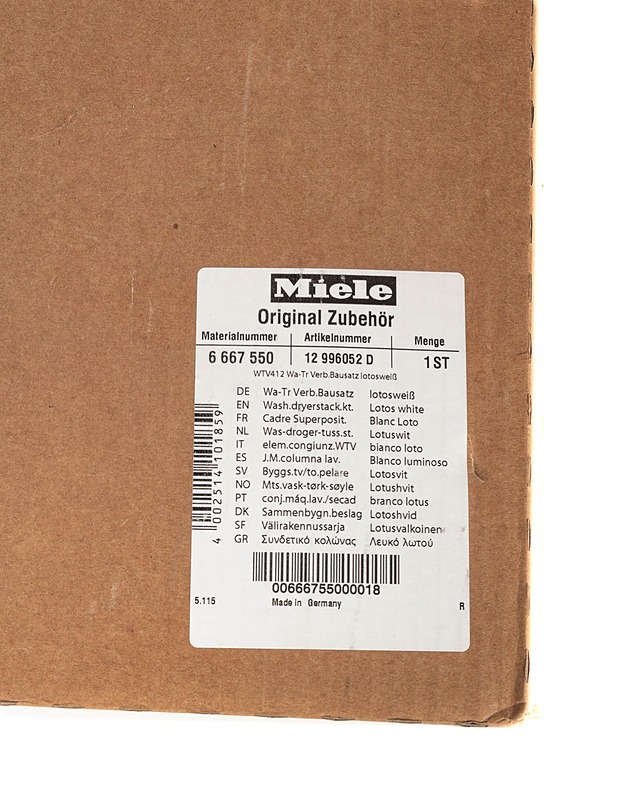 Miele
Original Zubehör
Materialnummer Artikelnummer Menge
6 667 550 12 996052 D 1 ST
WTV412 Wa-Tr Verb.Bausatz lotosweiß
DE Wa-Tr Verb.Bausatz lotosweiß
EN Wash.dryerstack.kt. Lotos white
FR Cadre Superposit. Blanc Loto
NL Was-droger-tuss.st. Lotuswit
IT elem.congiunz.WTV bianco loto
ES J.M.columna lav. Blanco luminoso
SV Byggs.tv/to.pelare Lotosvit
NO Mts.vask-tørk-søyle Lotushvit
PT conj.máq.lav./secad branco lotus
DK Sammenbygn.beslag Lotoshvid
SF Välirakennussarja Lotusvalkoinen
GR Συνδετικό κολώνας Λευκό λωτού
4 002514 101859
00666755000018
5.115 Made in Germany R